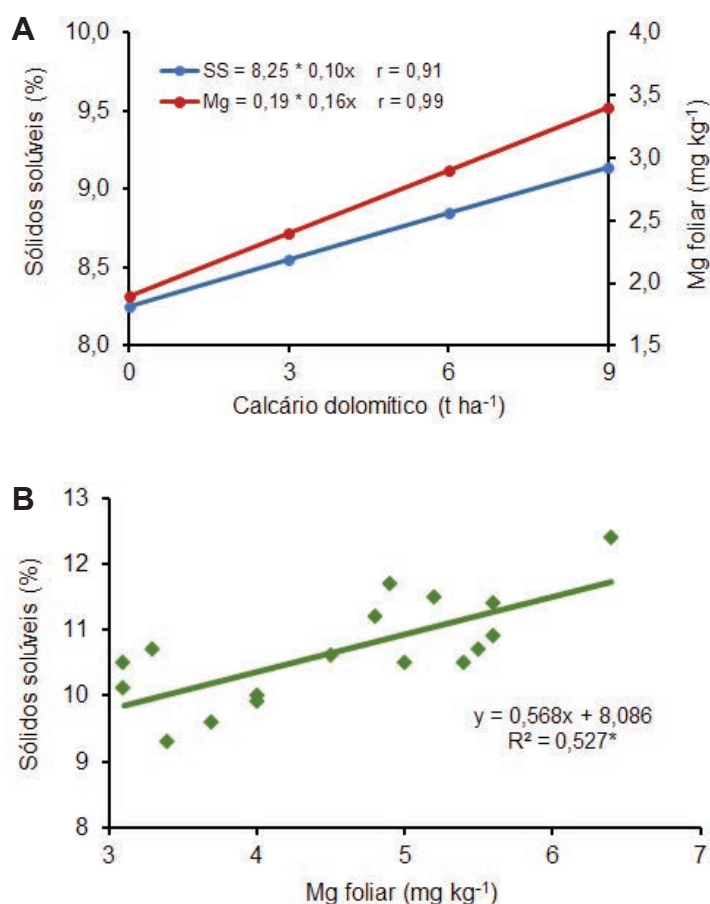 A
Sólidos solúveis (%)
10,0
9,5
9,0
8,5
8,0
SS = 8,25 * 0,10x r = 0,91
Mg = 0,19 * 0,16x r = 0,99
4,0
3,5
3,0
2,5
2,0
1,5
Mg foliar (mg kg⁻¹)
0 3 6 9
Calcário dolomítico (t ha⁻¹)
B
Sólidos solúveis (%)
13
12
11
10
9
8
y = 0,568x + 8,086
R² = 0,527*
3 4 5 6 7
Mg foliar (mg kg⁻¹)